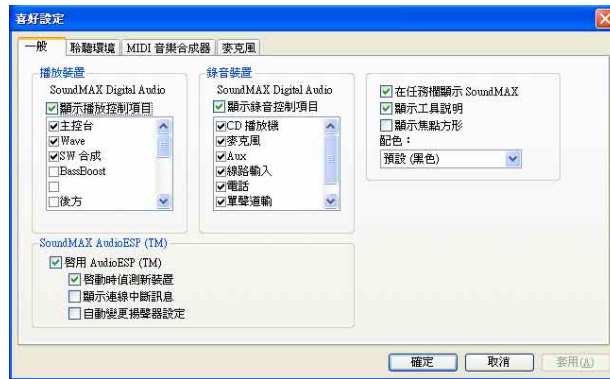 喜好設定
一般
聆聽環境
MIDI 音樂合成器
麥克風
播放裝置
SoundMAX Digital Audio
顯示播放控制項目
主控台
Wave
SW 合成
BassBoost
後方
錄音裝置
SoundMAX Digital Audio
顯示錄音控制項目
CD 播放機
麥克風
Aux
線路輸入
電話
單聲道輸
在任務欄顯示 SoundMAX
顯示工具說明
顯示焦點方形
配色：
預設 (黑色)
SoundMAX AudioESP (TM)
啓用 AudioESP (TM)
啓動時偵測新裝置
顯示連線中斷訊息
自動變更揚聲器設定
確定
取消
套用(A)